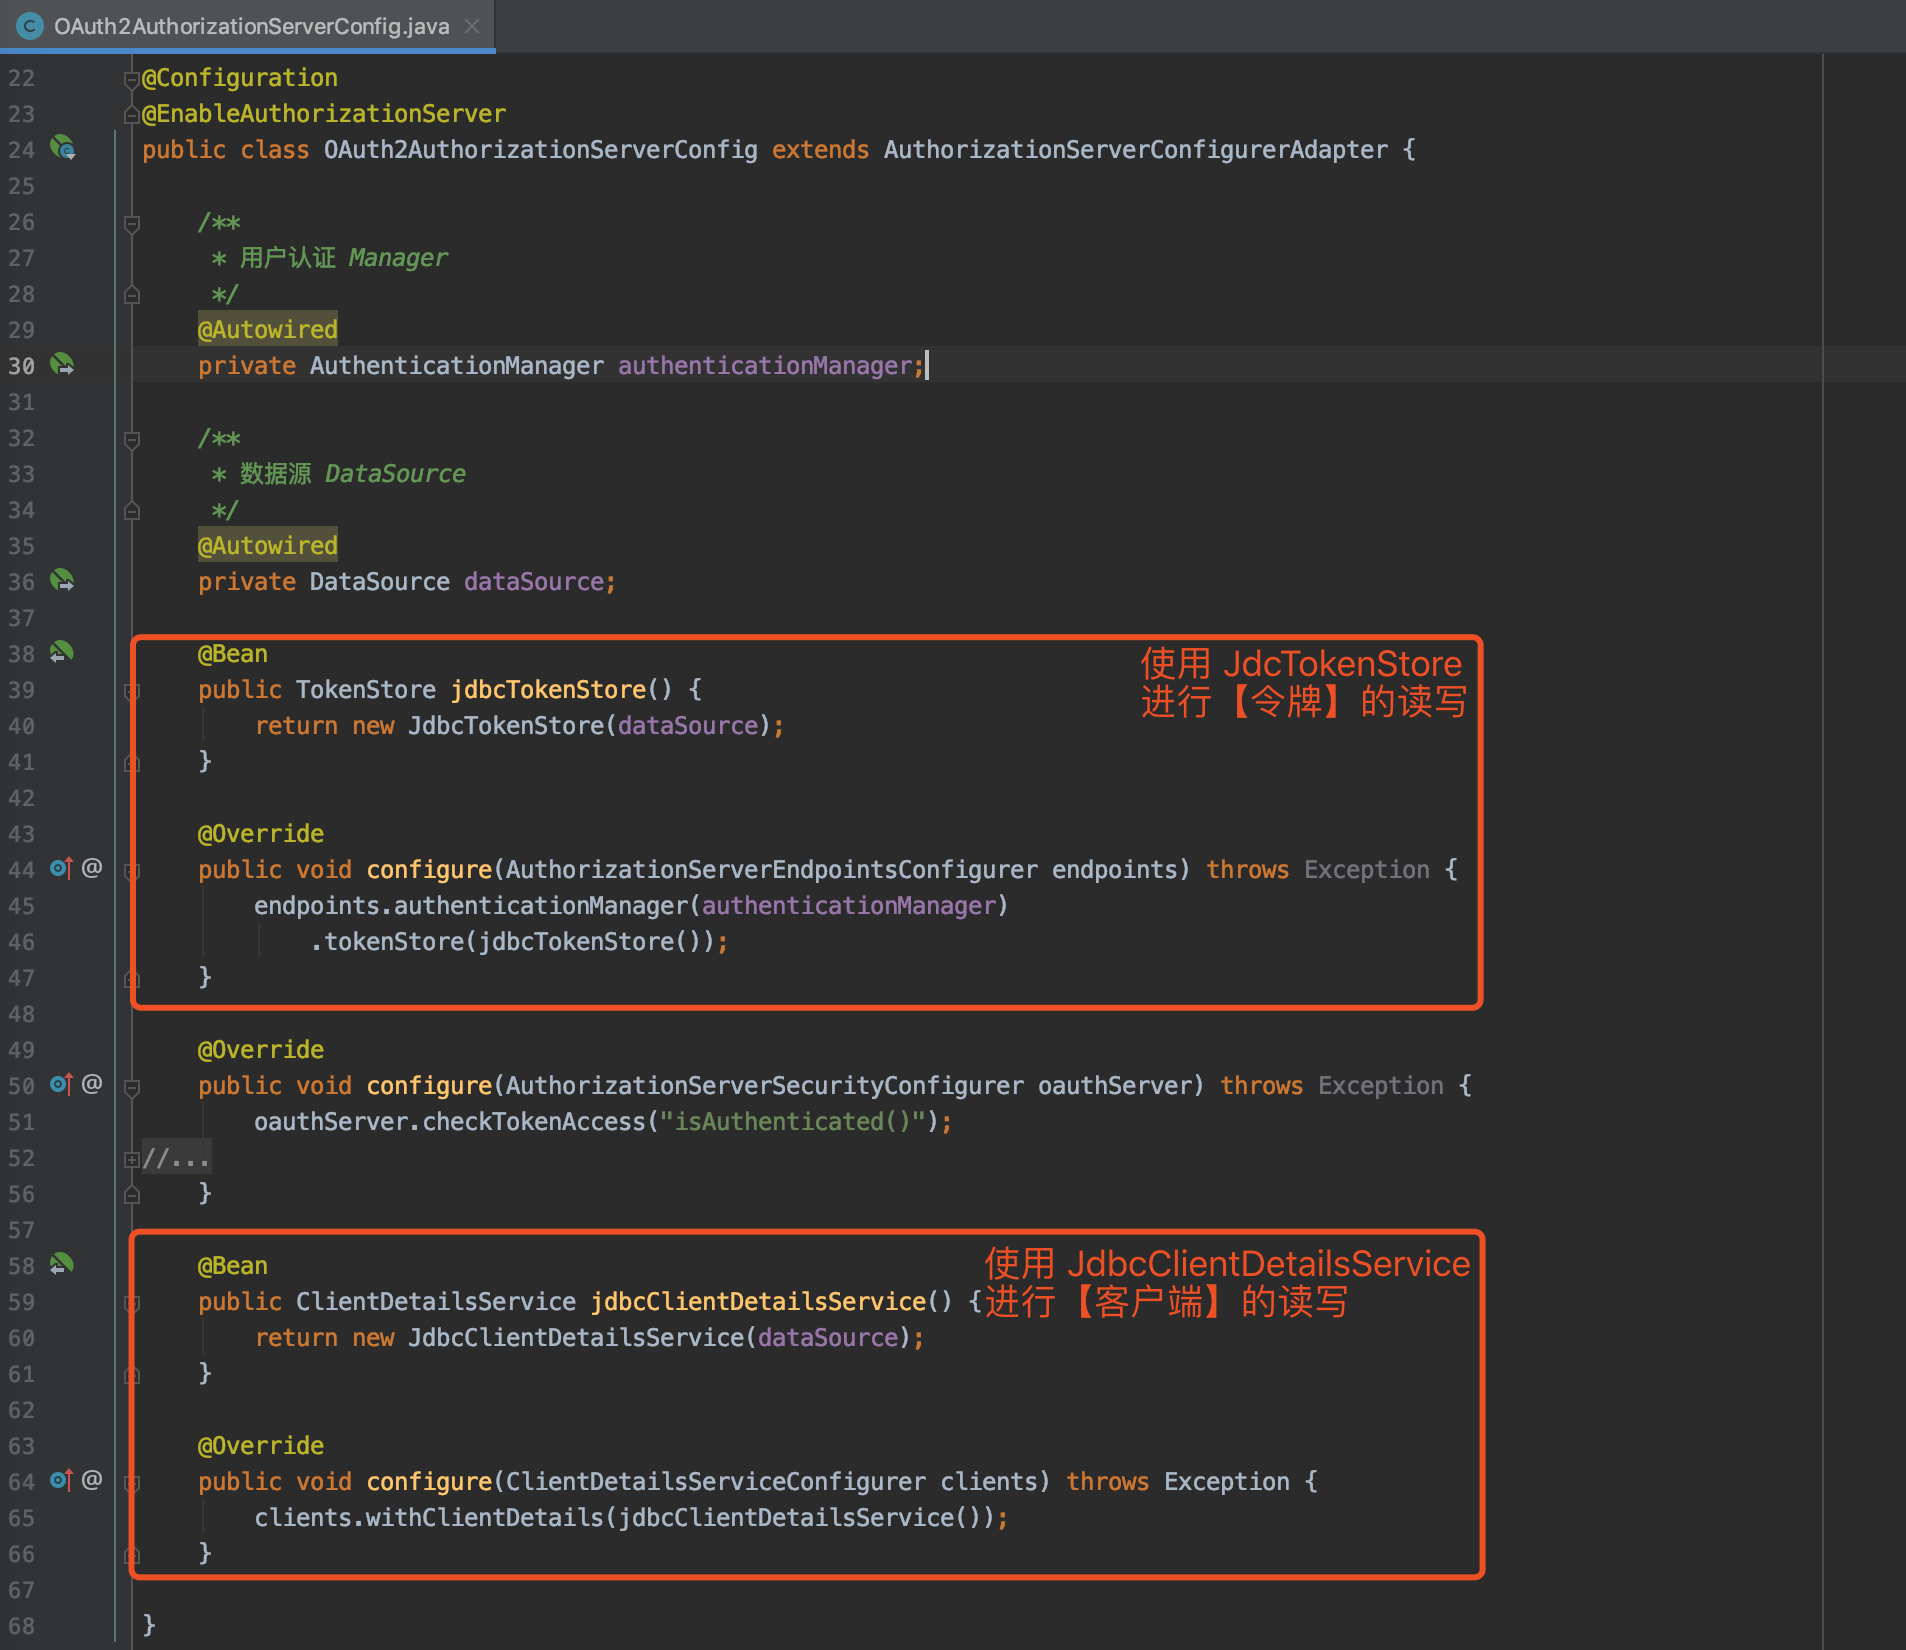 OAuth2AuthorizationServerConfig.java
22 @Configuration
23 @EnableAuthorizationServer
24 public class OAuth2AuthorizationServerConfig extends AuthorizationServerConfigurerAdapter {
25
26 /**
27 * 用户认证 Manager
28 */
29 @Autowired
30 private AuthenticationManager authenticationManager;
31
32 /**
33 * 数据源 DataSource
34 */
35 @Autowired
36 private DataSource dataSource;
37
38 @Bean
使用 JdcTokenStore
39 public TokenStore jdbcTokenStore() {
进行【令牌】的读写
40 return new JdbcTokenStore(dataSource);
41 }
42
43 @Override
44 @ public void configure(AuthorizationServerEndpointsConfigurer endpoints) throws Exception {
45 endpoints.authenticationManager(authenticationManager)
46 .tokenStore(jdbcTokenStore());
47 }
48
49 @Override
50 @ public void configure(AuthorizationServerSecurityConfigurer oauthServer) throws Exception {
51 oauthServer.checkTokenAccess("isAuthenticated()");
52 //...
56 }
57
58 @Bean
使用 JdbcClientDetailsService
59 public ClientDetailsService jdbcClientDetailsService() {
进行【客户端】的读写
60 return new JdbcClientDetailsService(dataSource);
61 }
62
63 @Override
64 @ public void configure(ClientDetailsServiceConfigurer clients) throws Exception {
65 clients.withClientDetails(jdbcClientDetailsService());
66 }
67
68 }